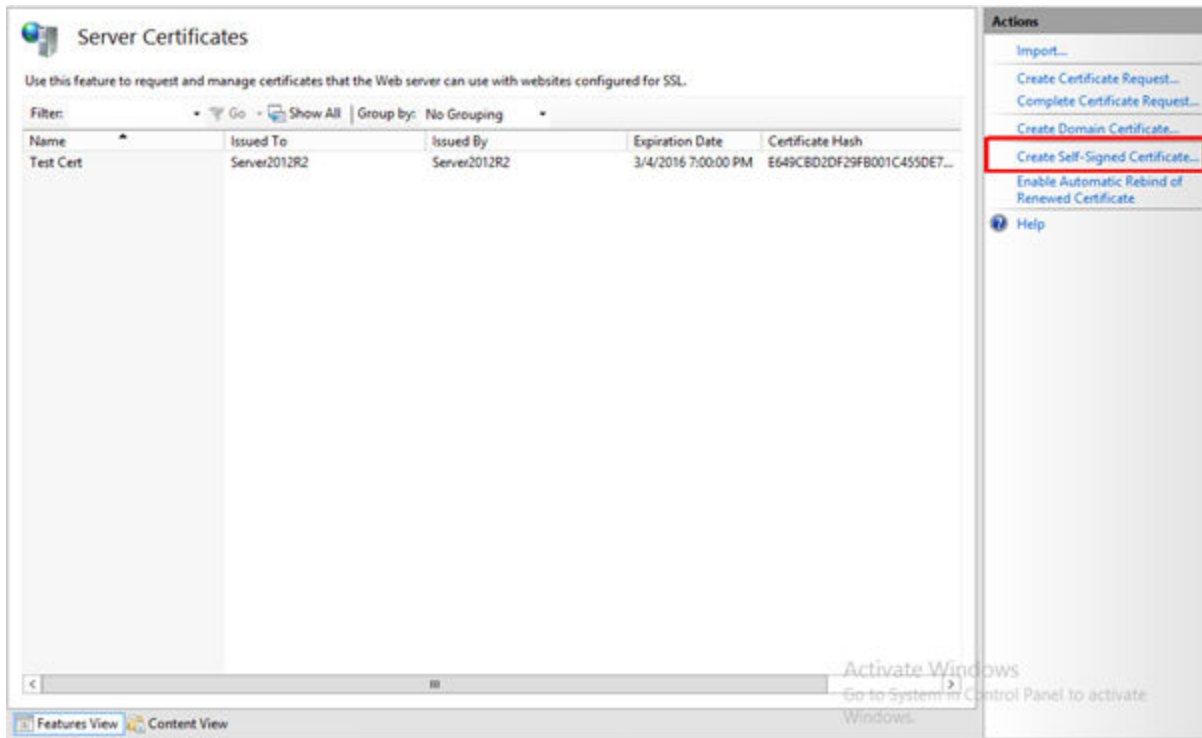 Server Certificates
Use this feature to request and manage certificates that the Web server can use with websites configured for SSL.
Filter: Go Show All Group by: No Grouping
Name Issued To Issued By Expiration Date Certificate Hash
Test Cert Server2012R2 Server2012R2 3/4/2016 7:00:00 PM E649CBD2DF29FB001C455DE7...
Features View Content View
Actions
Import...
Create Certificate Request...
Complete Certificate Request...
Create Domain Certificate...
Create Self-Signed Certificate...
Enable Automatic Rebind of
Renewed Certificate
Help
Activate Windows
Go to System in Control Panel to activate
Windows.